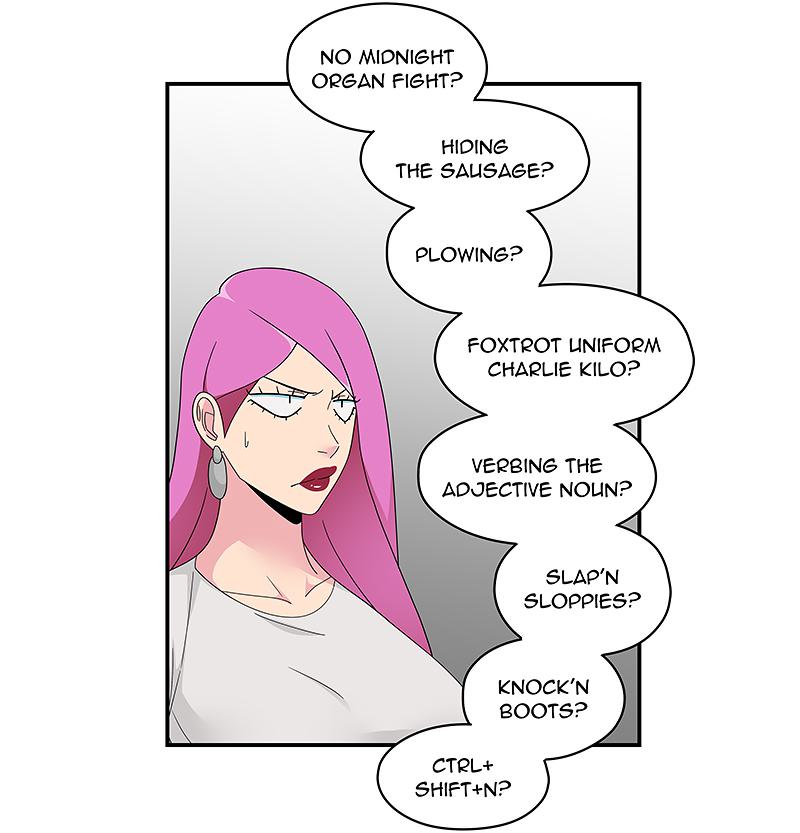 NO MIDNIGHT
ORGAN FIGHT?
HIDING
THE SAUSAGE?
PLOWING?
FOXTROT UNIFORM
CHARLIE KILO?
VERBING THE
ADJECTIVE NOUN?
SLAP'N
SLOPPIES?
KNOCK'N
BOOTS?
CTRL+
SHIFT+N?